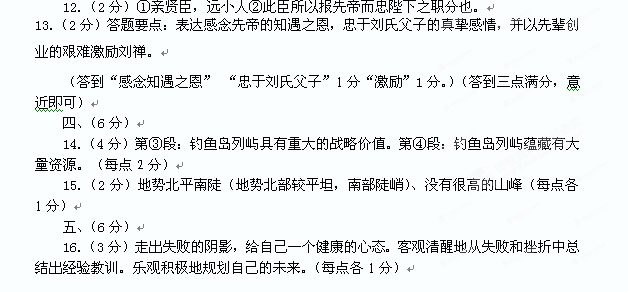 12.（2分）①亲贤臣，远小人②此臣所以报先帝而忠陛下之职分也。
13.（2分）答题要点：表达感念先帝的知遇之恩，忠于刘氏父子的真挚感情，并以先辈创
业的艰难激励刘禅。
（答到“感念知遇之恩” “忠于刘氏父子”1分“激励”1分。）（答到三点满分，意
近即可）
四、（6分）
14.（4分）第③段：钓鱼岛列屿具有重大的战略价值。第④段：钓鱼岛列屿蕴藏有大
量资源。（每点2分）
15.（2分）地势北平南陡（地势北部较平坦，南部陡峭）、没有很高的山峰（每点各
1分）
五、（6分）
16.（3分）走出失败的阴影，给自己一个健康的心态。客观清醒地从失败和挫折中总
结出经验教训。乐观积极地规划自己的未来。（每点各1分）